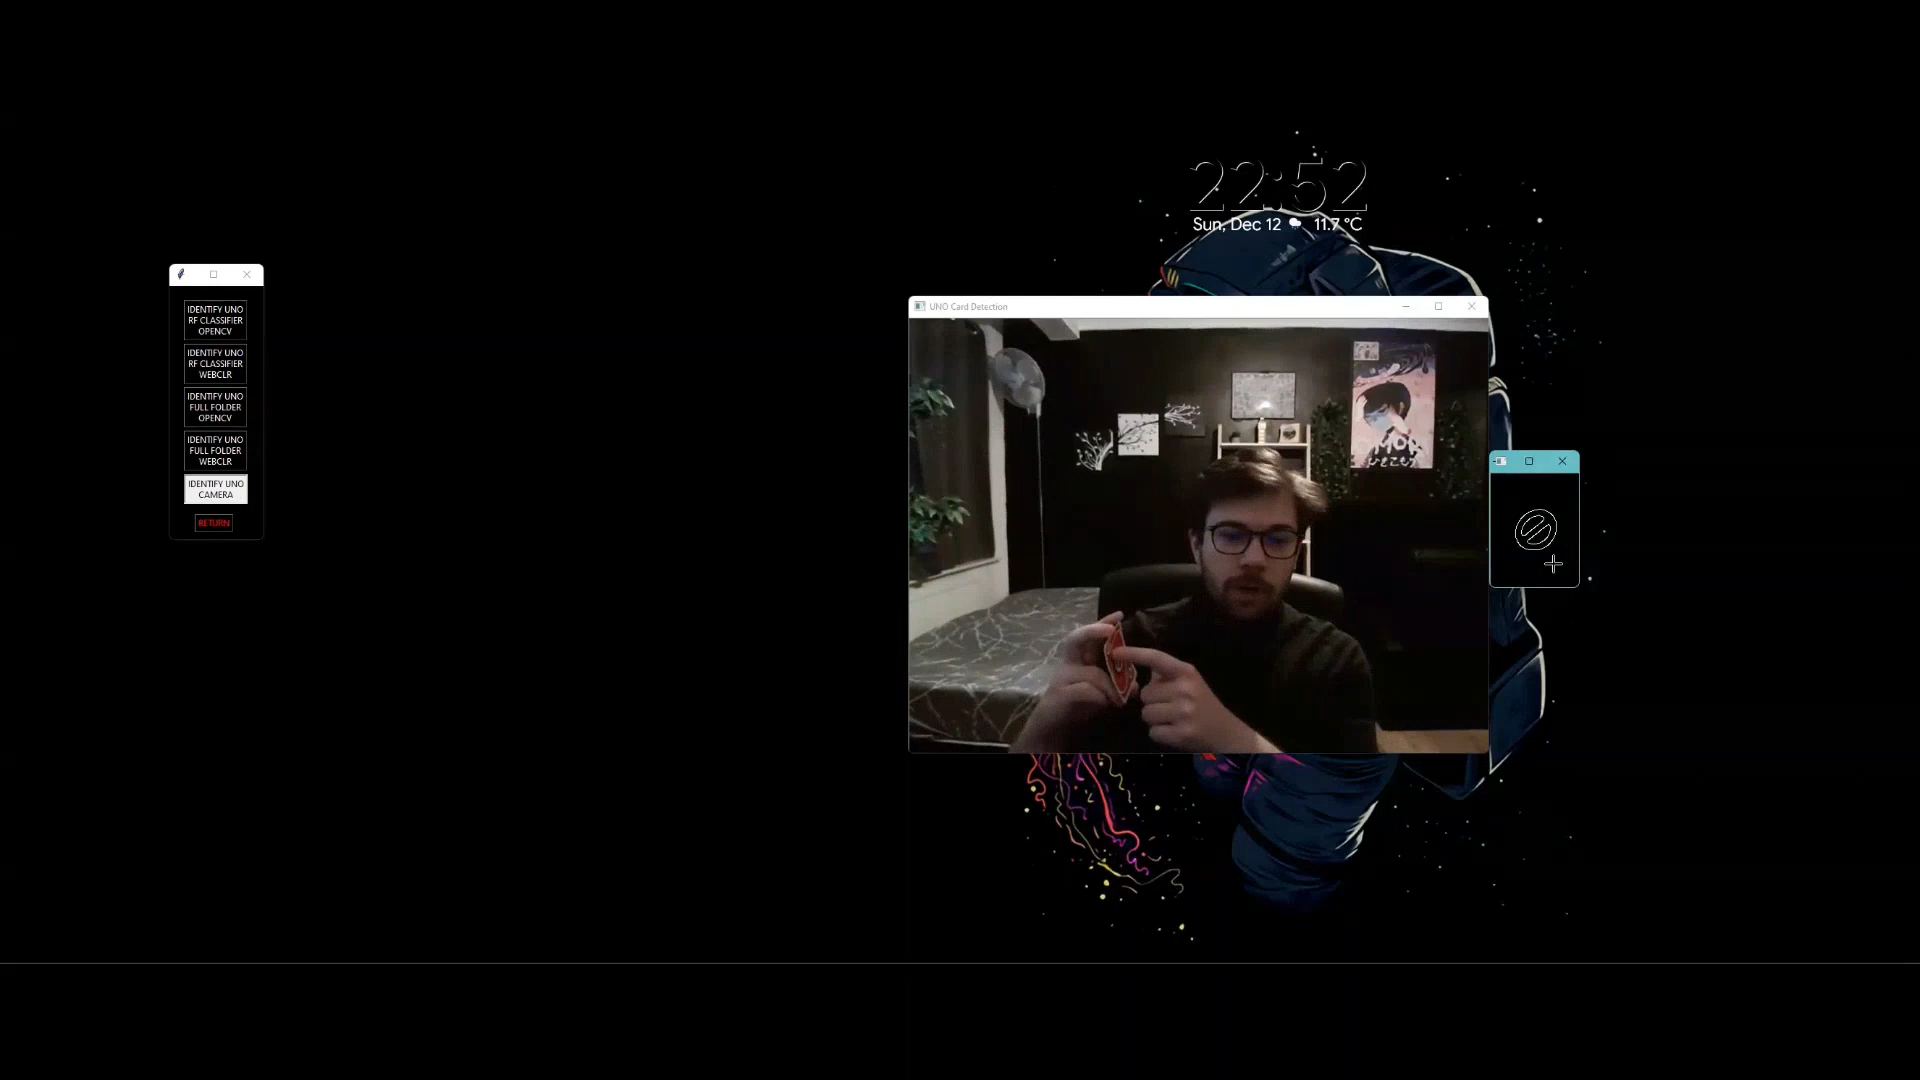 22:52
Sun, Dec 12 11.7 °C
IDENTIFY UNO
RF CLASSIFIER
OPENCV
IDENTIFY UNO
RF CLASSIFIER
WEBCLR
IDENTIFY UNO
FULL FOLDER
OPENCV
IDENTIFY UNO
FULL FOLDER
WEBCLR
IDENTIFY UNO
CAMERA
RETURN
UNO Card Detection